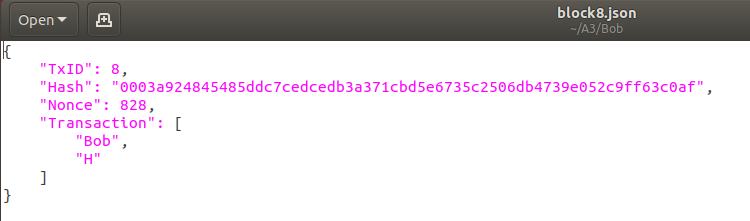 Open
block8.json
~/A3/Bob
{
    "TxID": 8,
    "Hash": "0003a924845485ddc7cedcedb3a371cbd5e6735c2506db4739e052c9ff63c0af",
    "Nonce": 828,
    "Transaction": [
        "Bob",
        "H"
    ]
}